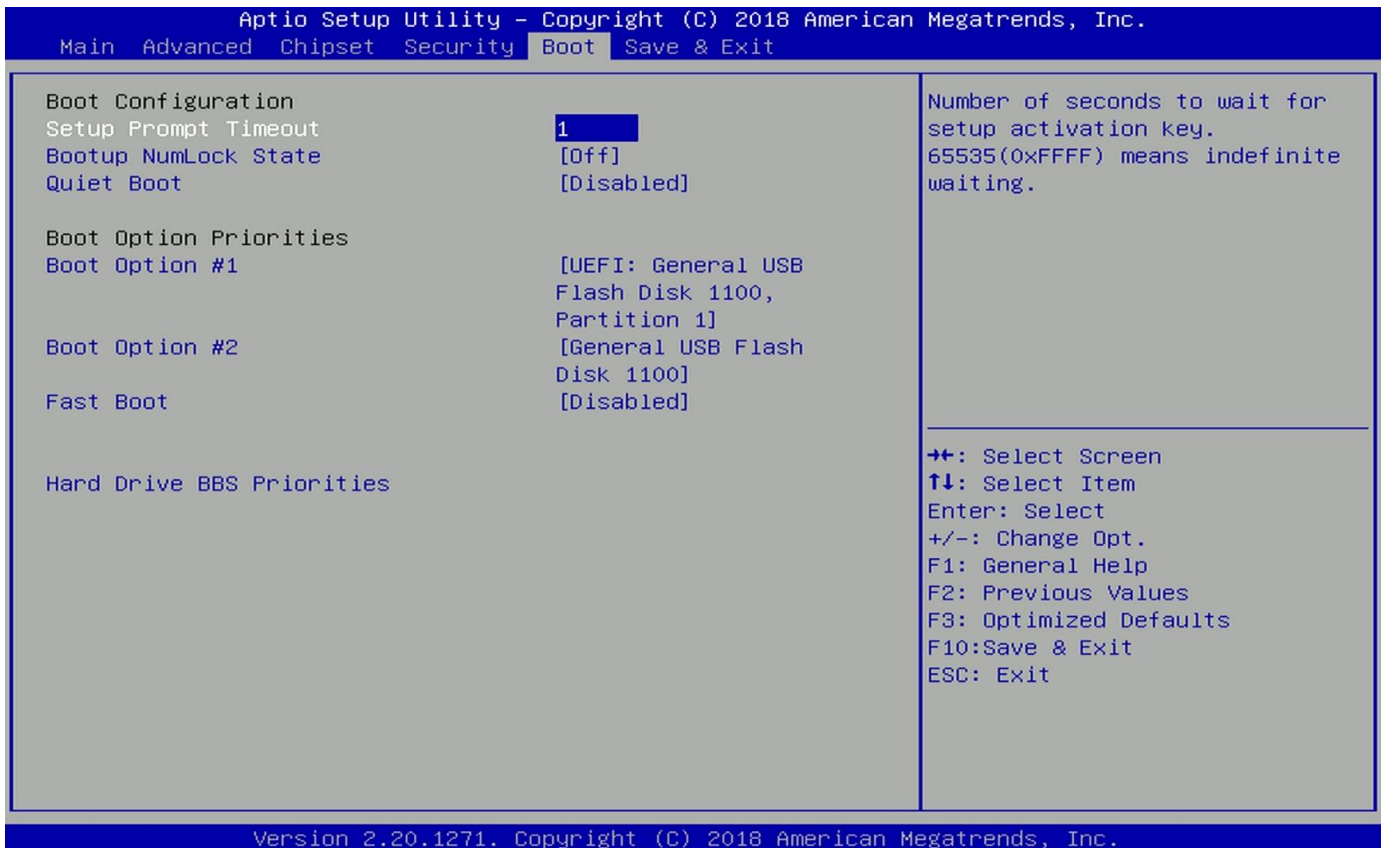 Aptio Setup Utility – Copyright (C) 2018 American Megatrends, Inc.
Main Advanced Chipset Security Boot Save & Exit
Boot Configuration
Setup Prompt Timeout 1
Bootup NumLock State [Off]
Quiet Boot [Disabled]
Boot Option Priorities
Boot Option #1 [UEFI: General USB
Flash Disk 1100,
Partition 1]
Boot Option #2 [General USB Flash
Disk 1100]
Fast Boot [Disabled]
Hard Drive BBS Priorities
Number of seconds to wait for
setup activation key.
65535(0xFFFF) means indefinite
waiting.
→←: Select Screen
↑↓: Select Item
Enter: Select
+/-: Change Opt.
F1: General Help
F2: Previous Values
F3: Optimized Defaults
F10:Save & Exit
ESC: Exit
Version 2.20.1271. Copyright (C) 2018 American Megatrends, Inc.